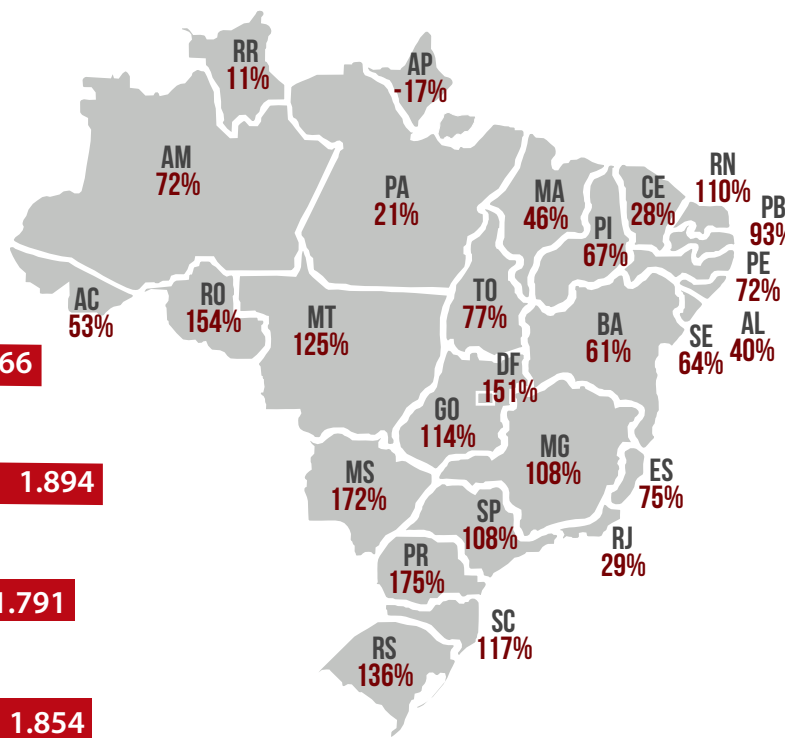 RR
11%
AP
-17%
AM
72%
PA
21%
MA
46%
PI
67%
CE
28%
RN
110%
PB
93%
PE
72%
AL
40%
SE
64%
AC
53%
RO
154%
MT
125%
TO
77%
BA
61%
DF
151%
GO
114%
MG
108%
ES
75%
MS
172%
SP
108%
RJ
29%
PR
175%
SC
117%
RS
136%
66
1.894
1.791
1.854